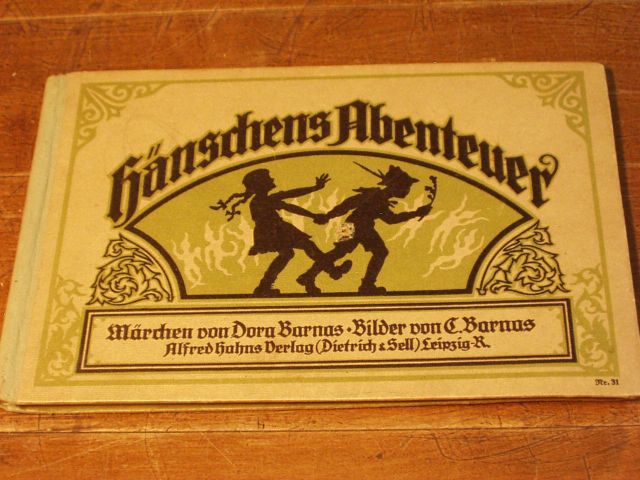 Hänschens Abenteuer
Märchen von Dora Barnas · Bilder von C. Barnas
Alfred Hahns Verlag (Dietrich & Sell) Leipzig-R.
Nr. 31